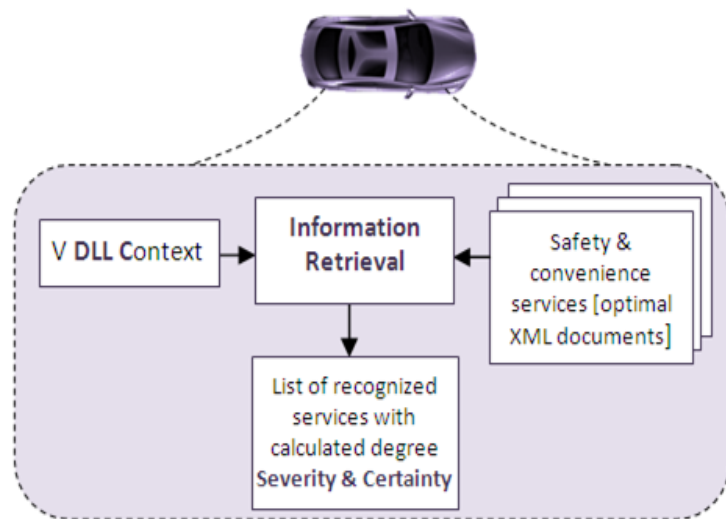 V DLL Context
Information
Retrieval
Safety &
convenience
services [optimal
XML documents]
List of recognized
services with
calculated degree
Severity & Certainty